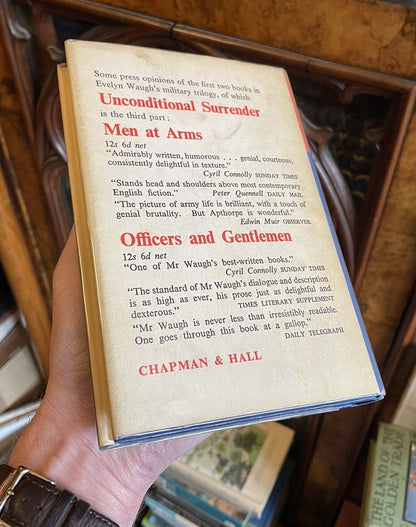 Some press opinions of the first two books in
Evelyn Waugh's military trilogy, of which
Unconditional Surrender
is the third part:
Men at Arms
12s 6d net
"Admirably written, humorous . . . genial, courteous,
consistently delightful in texture."
Cyril Connolly SUNDAY TIMES
"Stands head and shoulders above most contemporary
English fiction." Peter Quennell DAILY MAIL
"The picture of army life is brilliant, with a touch of
genial brutality. But Apthorpe is wonderful."
Edwin Muir OBSERVER
Officers and Gentlemen
12s 6d net
"One of Mr Waugh's best-written books."
Cyril Connolly SUNDAY TIMES
"The standard of Mr Waugh's dialogue and description
is as high as ever, his prose just as delightful and
dexterous." TIMES LITERARY SUPPLEMENT
"Mr Waugh is never less than irresistibly readable.
One goes through this book at a gallop."
DAILY TELEGRAPH
CHAPMAN & HALL
THE LAND OF THE
GOLDEN TRADE